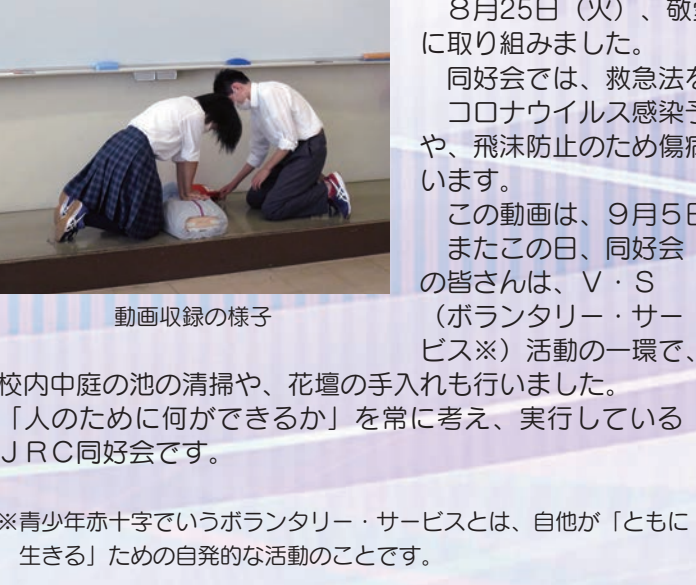 動画収録の様子
8月25日（火）、敬
に取り組みました。
同好会では、救急法を
コロナウイルス感染予
や、飛沫防止のため傷病
います。
この動画は、９月５日
またこの日、同好会
の皆さんは、Ｖ・Ｓ
（ボランタリー・サー
ビス※）活動の一環で、
校内中庭の池の清掃や、花壇の手入れも行いました。
「人のために何ができるか」を常に考え、実行している
ＪＲＣ同好会です。
※青少年赤十字でいうボランタリー・サービスとは、自他が「ともに
生きる」ための自発的な活動のことです。